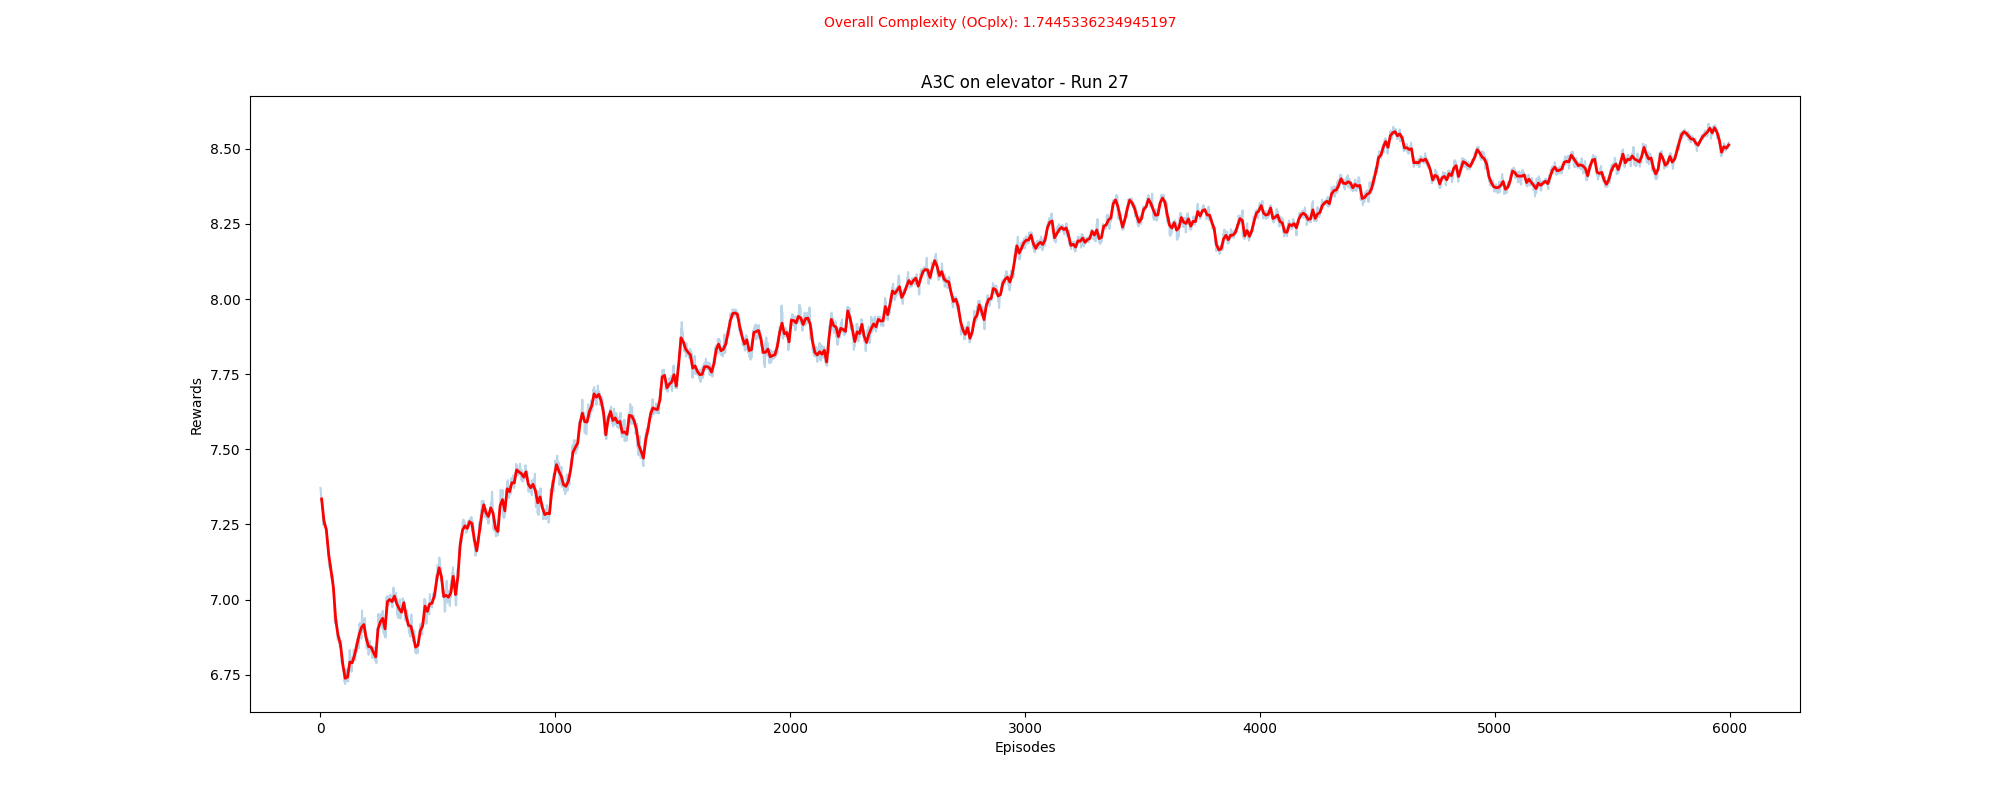 Overall Complexity (OCplx): 1.7445336234945197
A3C on elevator - Run 27
Rewards
8.50
8.25
8.00
7.75
7.50
7.25
7.00
6.75
0 1000 2000 3000 4000 5000 6000
Episodes